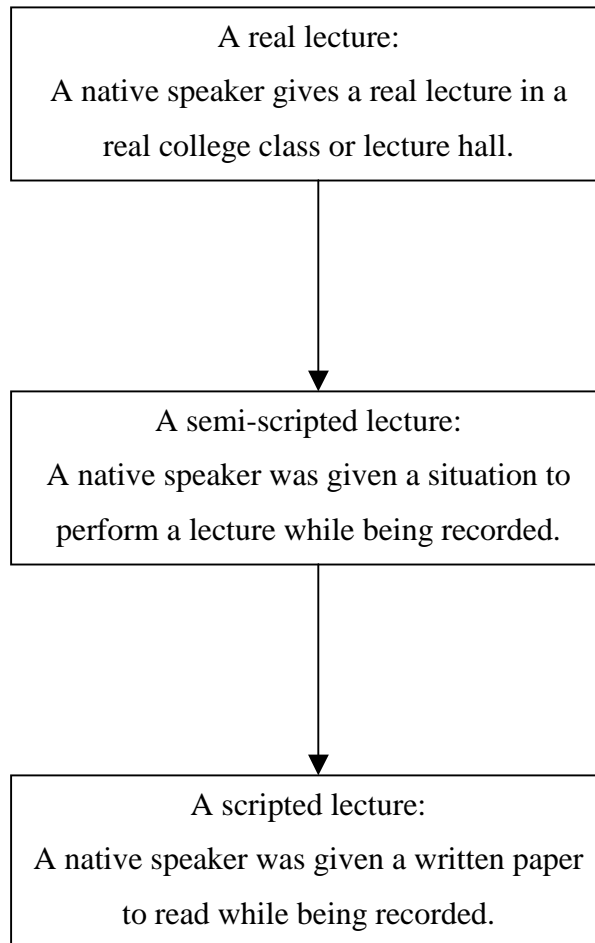 A real lecture:
A native speaker gives a real lecture in a
real college class or lecture hall.
A semi-scripted lecture:
A native speaker was given a situation to
perform a lecture while being recorded.
A scripted lecture:
A native speaker was given a written paper
to read while being recorded.